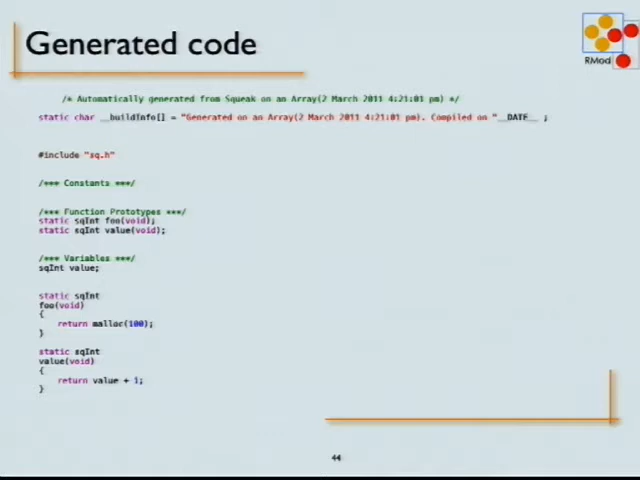 Generated code
RMod
/* Automatically generated from Squeak on an Array(2 March 2011 4:21:01 pm) */
static char __buildInfo[] = "Generated on an Array(2 March 2011 4:21:01 pm). Compiled on "__DATE__ ;
#include "sq.h"
/*** Constants ***/
/*** Function Prototypes ***/
static sqInt foo(void);
static sqInt value(void);
/*** Variables ***/
sqInt value;
static sqInt
foo(void)
{
return malloc(100);
}
static sqInt
value(void)
{
return value + 1;
}
44